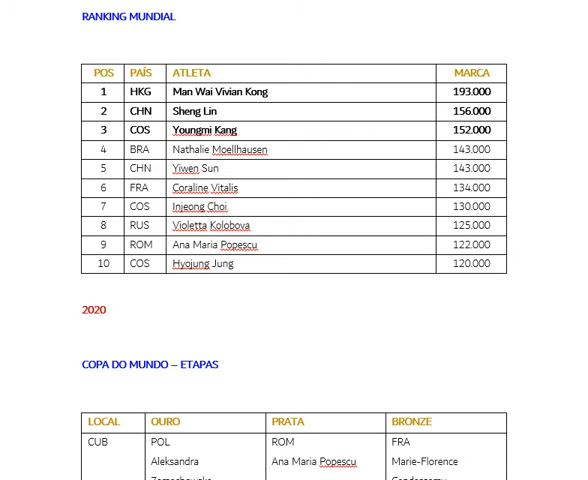 RANKING MUNDIAL
POS PAÍS ATLETA MARCA
1 HKG Man Wai Vivian Kong 193.000
2 CHN Sheng Lin 156.000
3 COS Youngmi Kang 152.000
4 BRA Nathalie Moellhausen 143.000
5 CHN Yiwen Sun 143.000
6 FRA Coraline Vitalis 134.000
7 COS Injeong Choi 130.000
8 RUS Violetta Kolobova 125.000
9 ROM Ana Maria Popescu 122.000
10 COS Hyojung Jung 120.000
2020
COPA DO MUNDO – ETAPAS
LOCAL OURO PRATA BRONZE
CUB POL ROM FRA
Aleksandra Ana Maria Popescu Marie-Florence